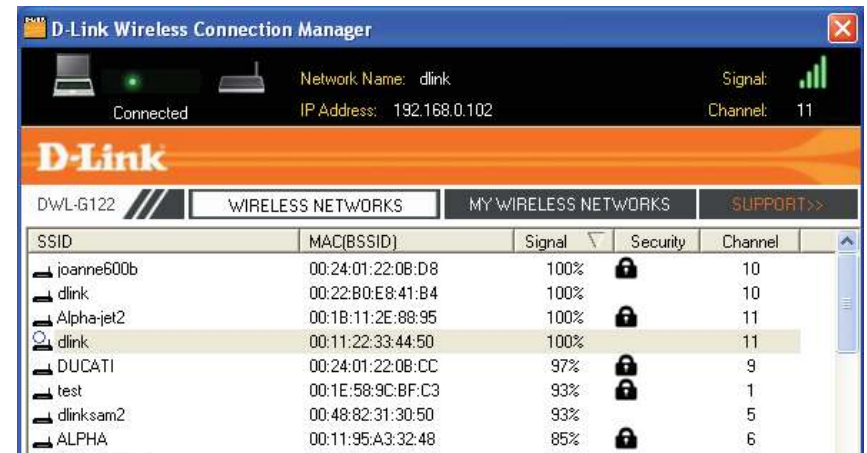 D-Link Wireless Connection Manager
Network Name: dlink Signal:
Connected IP Address: 192.168.0.102 Channel: 11
D-Link
DWL-G122 WIRELESS NETWORKS MY WIRELESS NETWORKS SUPPORT>>
SSID MAC(BSSID) Signal Security Channel
joanne600b 00:24:01:22:0B:D8 100% 10
dlink 00:22:B0:E8:41:B4 100% 10
Alpha-jet2 00:1B:11:2E:88:95 100% 11
dlink 00:11:22:33:44:50 100% 11
DUCATI 00:24:01:22:0B:CC 97% 9
test 00:1E:58:9C:BF:C3 93% 1
dlinksam2 00:48:82:31:30:50 93% 5
ALPHA 00:11:95:A3:32:48 85% 6